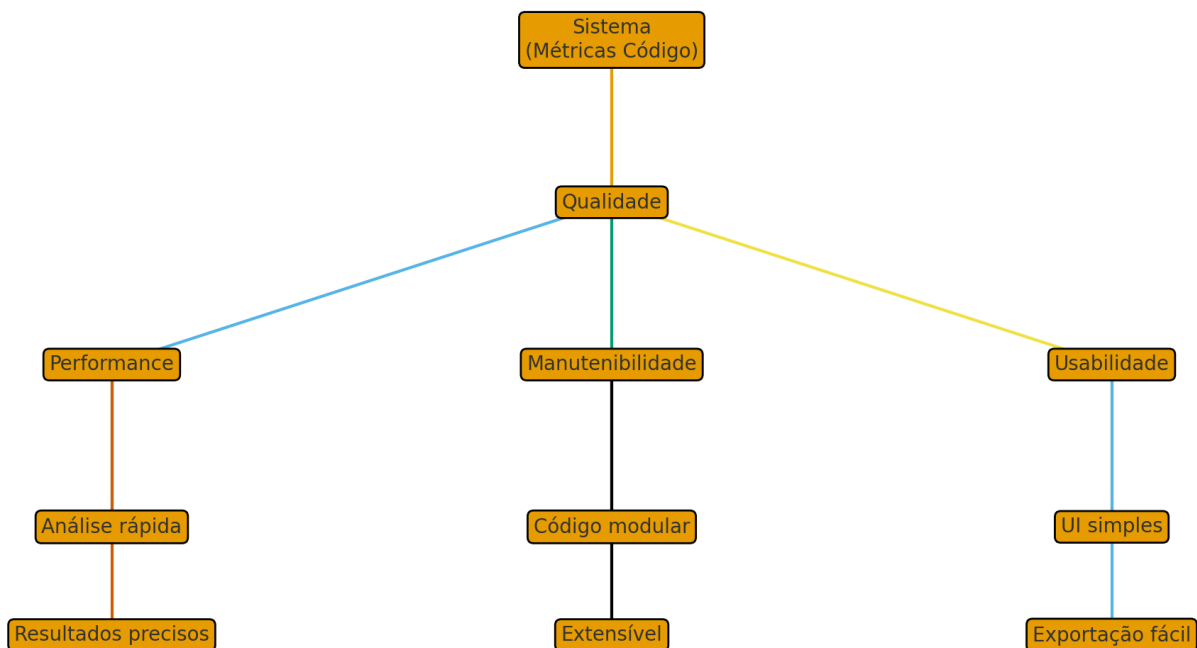 Sistema
(Métricas Código)
Qualidade
Performance
Manutenibilidade
Usabilidade
Análise rápida
Código modular
UI simples
Resultados precisos
Extensível
Exportação fácil